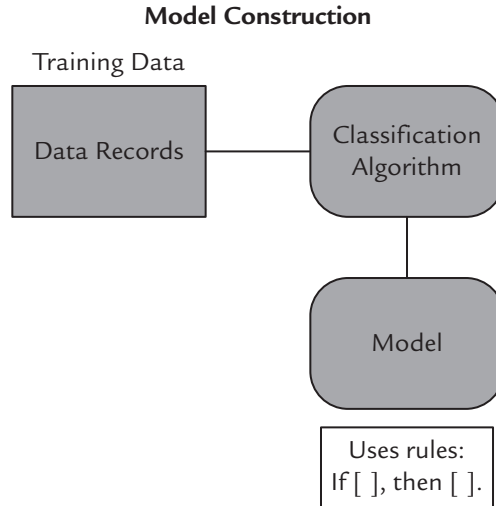 Model Construction
Training Data
Data Records
Classification
Algorithm
Model
Uses rules:
If [ ], then [ ].